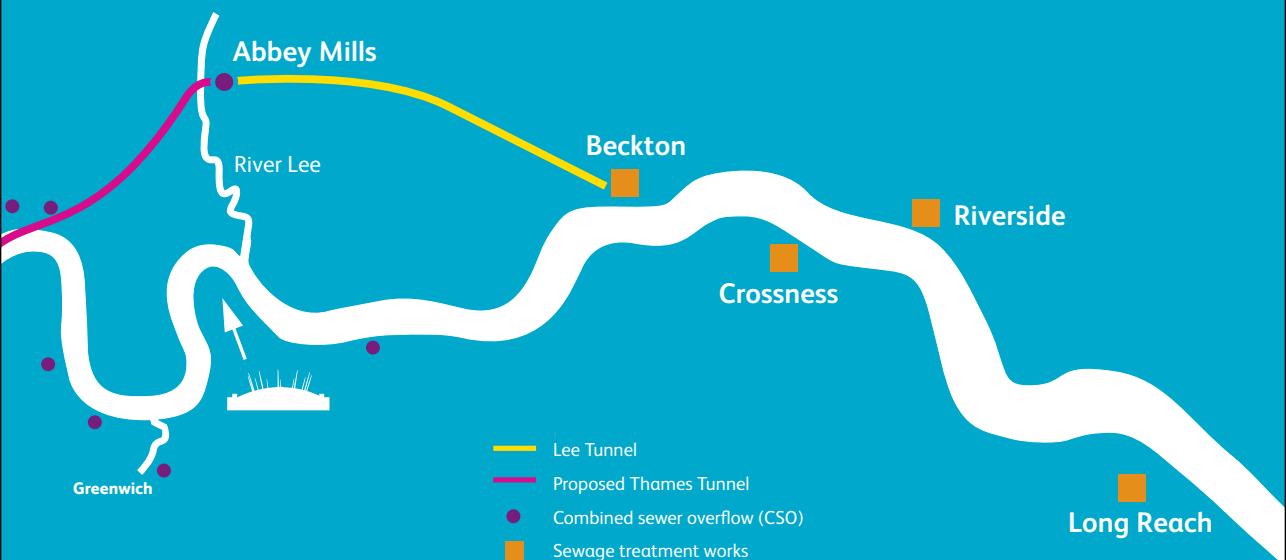 Abbey Mills
Beckton
River Lee
Riverside
Crossness
Lee Tunnel
Proposed Thames Tunnel
Greenwich
Combined sewer overflow (CSO)
Long Reach
Sewage treatment works